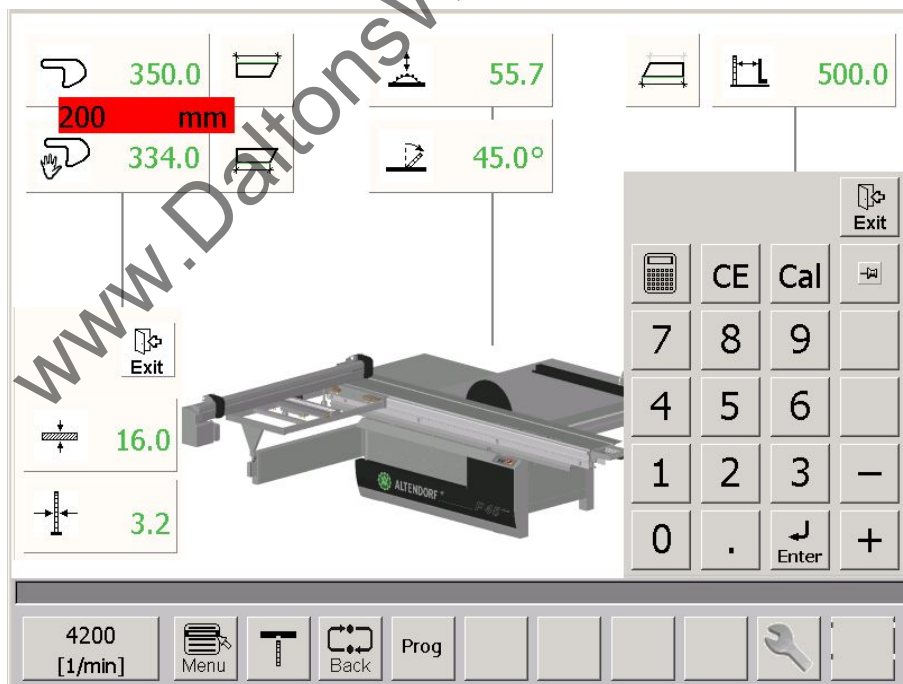 www.DaltonsW
350.0
55.7
500.0
200 mm
334.0
45.0°
Exit
CE
Cal
7
8
9
Exit
4
5
6
16.0
1
2
3
−
3.2
0
.
Enter
+
ALTENDORF
F 45
4200
[1/min]
Menu
Back
Prog